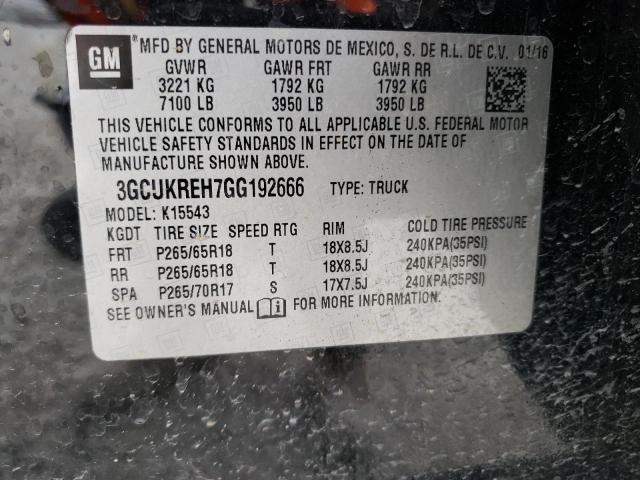 GM ® MFD BY GENERAL MOTORS DE MEXICO, S. DE R.L. DE C.V. 01/16
GVWR GAWR FRT GAWR RR
3221 KG 1792 KG 1792 KG
7100 LB 3950 LB 3950 LB
THIS VEHICLE CONFORMS TO ALL APPLICABLE U.S. FEDERAL MOTOR
VEHICLE SAFETY STANDARDS IN EFFECT ON THE DATE OF
MANUFACTURE SHOWN ABOVE.
3GCUKREH7GG192666 TYPE: TRUCK
MODEL: K15543
KGDT TIRE SIZE SPEED RTG RIM COLD TIRE PRESSURE
FRT P265/65R18 T 18X8.5J 240KPA(35PSI)
RR P265/65R18 T 18X8.5J 240KPA(35PSI)
SPA P265/70R17 S 17X7.5J 240KPA(35PSI)
SEE OWNER'S MANUAL FOR MORE INFORMATION.